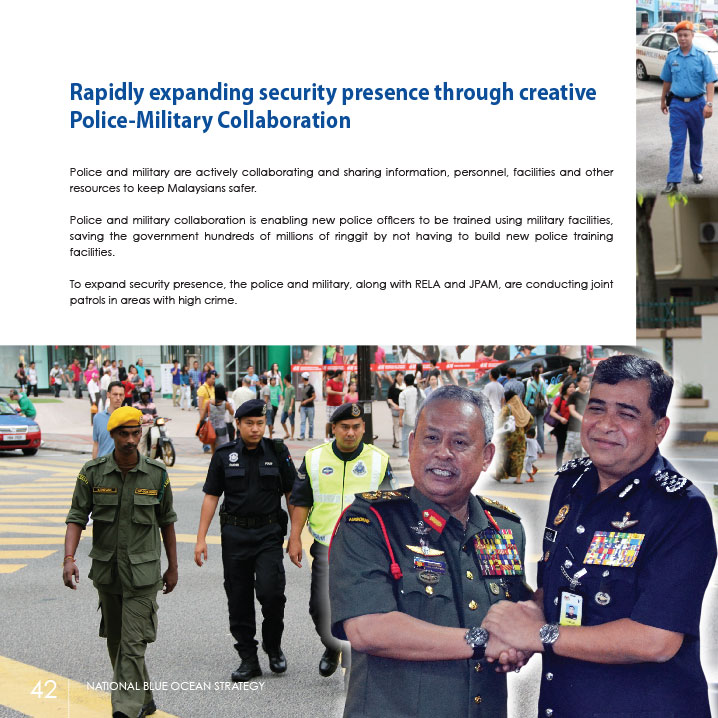 Rapidly expanding security presence through creative
Police-Military Collaboration
Police and military are actively collaborating and sharing information, personnel, facilities and other
resources to keep Malaysians safer.
Police and military collaboration is enabling new police officers to be trained using military facilities,
saving the government hundreds of millions of ringgit by not having to build new police training
facilities.
To expand security presence, the police and military, along with RELA and JPAM, are conducting joint
patrols in areas with high crime.
42
NATIONAL BLUE OCEAN STRATEGY